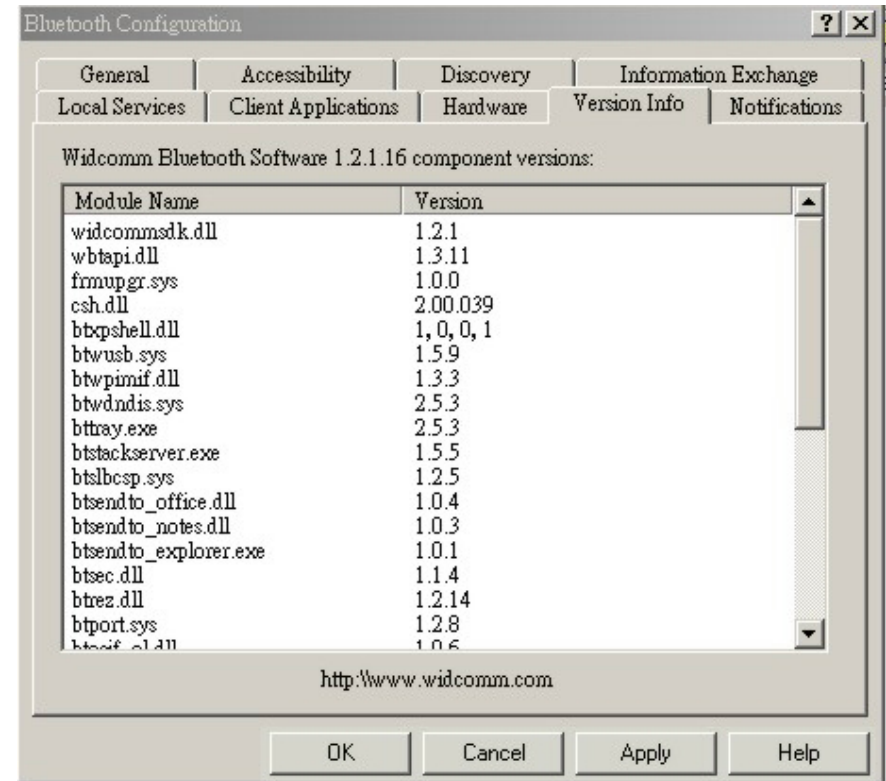 Bluetooth Configuration
General Accessibility Discovery Information Exchange
Local Services Client Applications Hardware Version Info Notifications
Widcomm Bluetooth Software 1.2.1.16 component versions:
Module Name Version
widcommsdk.dll 1.2.1
wbtapi.dll 1.3.11
frmupgr.sys 1.0.0
csh.dll 2.00.039
btxpshell.dll 1, 0, 0, 1
btwusb.sys 1.5.9
btwpimif.dll 1.3.3
btwdndis.sys 2.5.3
bttray.exe 2.5.3
btstackserver.exe 1.5.5
btslbcsp.sys 1.2.5
btsendto_office.dll 1.0.4
btsendto_notes.dll 1.0.3
btsendto_explorer.exe 1.0.1
btsec.dll 1.1.4
btrez.dll 1.2.14
btport.sys 1.2.8
1.0.6
http:\\www.widcomm.com
OK Cancel Apply Help